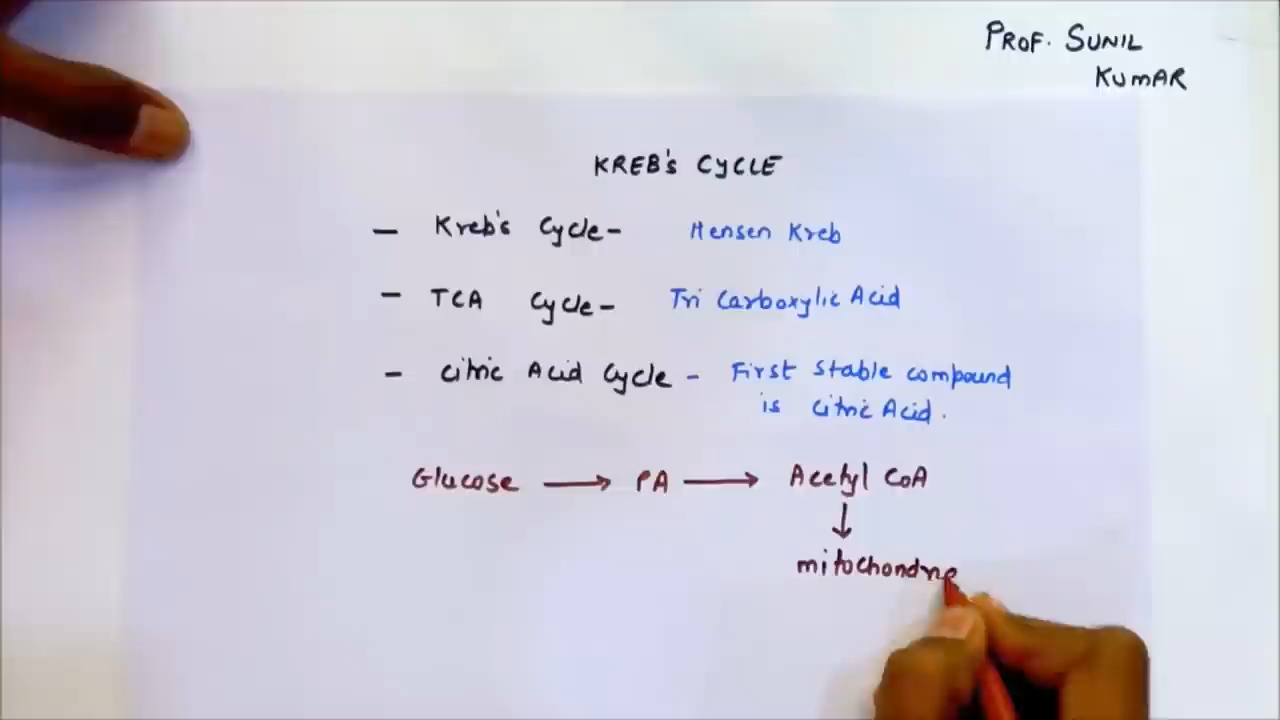 PROF. SUNIL
KUMAR
KREB's CYCLE
- Kreb's Cycle- Hensen Kreb
- TCA Cycle- Tri Carboxylic Acid
- Citric Acid Cycle - First stable compound
is Citric Acid.
Glucose → PA → Acetyl CoA
↓
mitochondria